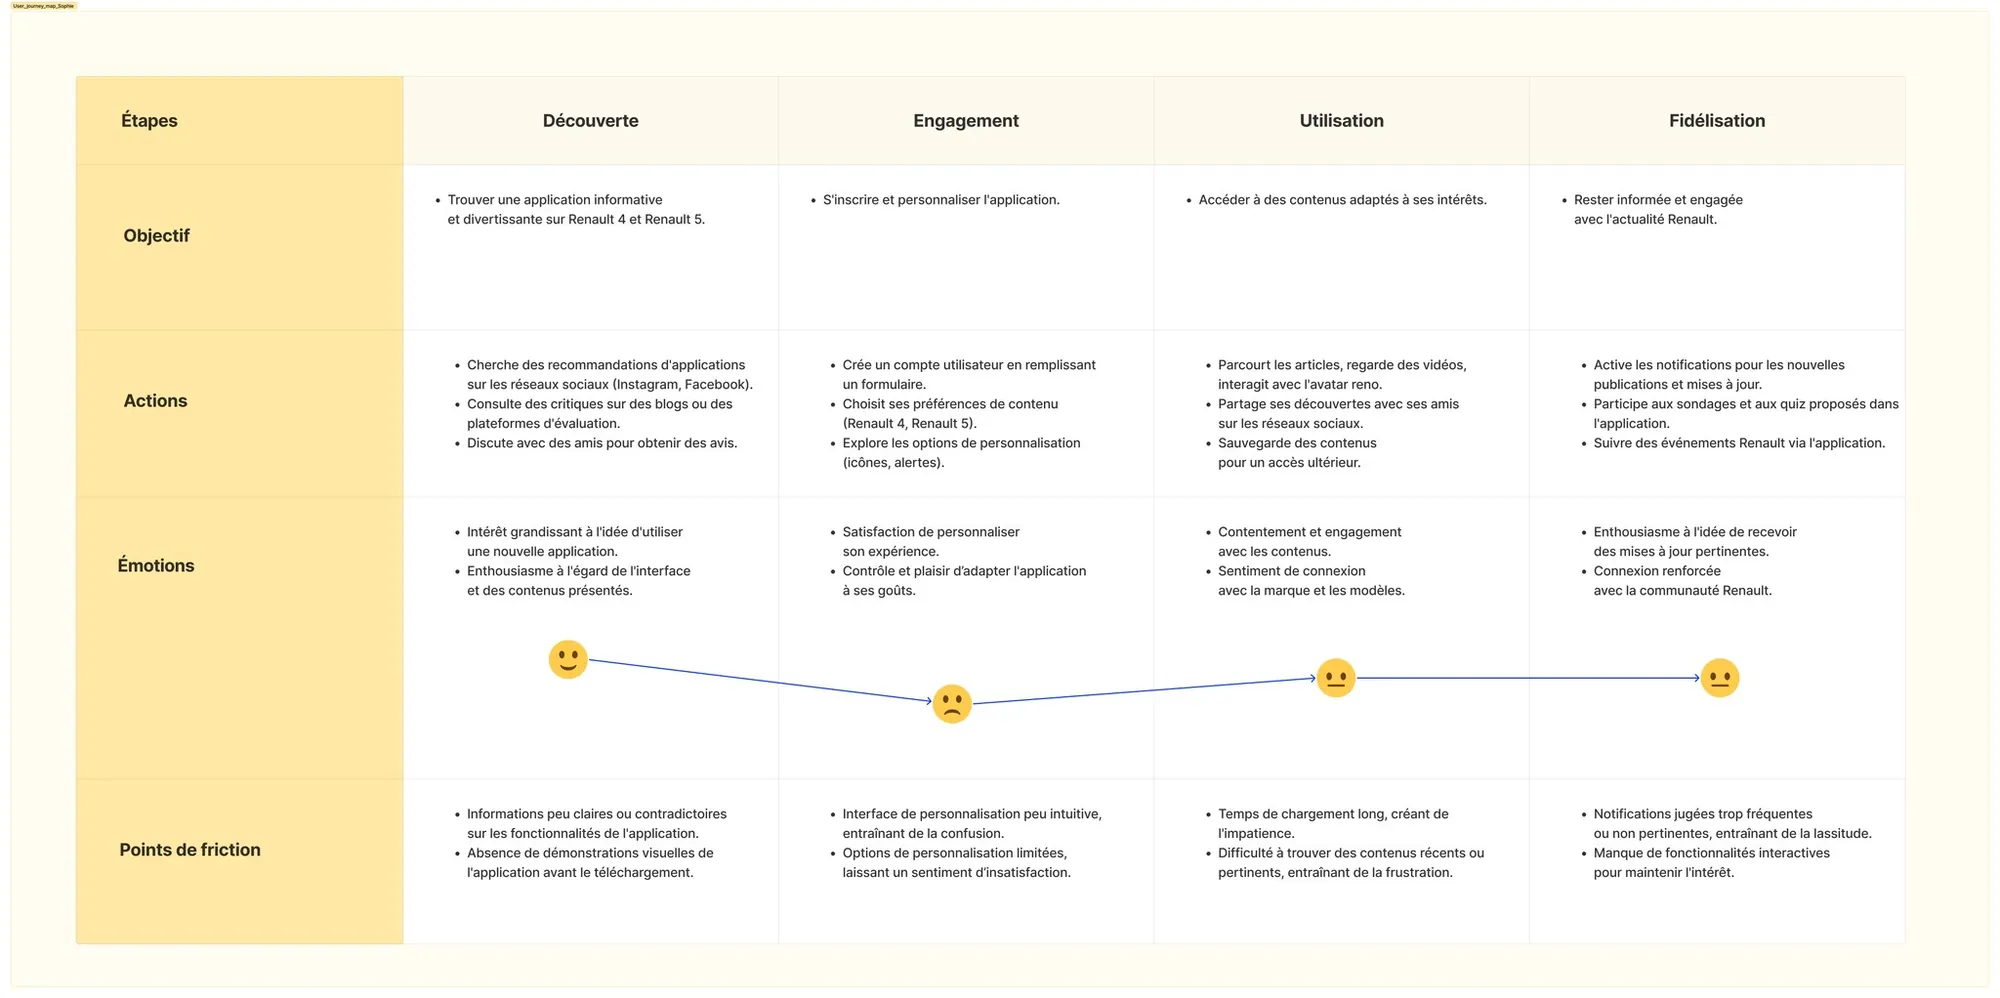 User_journey_map_Sophie
Étapes
Découverte
Engagement
Utilisation
Fidélisation
Objectif
• Trouver une application informative
et divertissante sur Renault 4 et Renault 5.
• S'inscrire et personnaliser l'application.
• Accéder à des contenus adaptés à ses intérêts.
• Rester informée et engagée
avec l'actualité Renault.
Actions
• Cherche des recommandations d'applications
sur les réseaux sociaux (Instagram, Facebook).
• Consulte des critiques sur des blogs ou des
plateformes d'évaluation.
• Discute avec des amis pour obtenir des avis.
• Crée un compte utilisateur en remplissant
un formulaire.
• Choisit ses préférences de contenu
(Renault 4, Renault 5).
• Explore les options de personnalisation
(icônes, alertes).
• Parcourt les articles, regarde des vidéos,
interagit avec l'avatar reno.
• Partage ses découvertes avec ses amis
sur les réseaux sociaux.
• Sauvegarde des contenus
pour un accès ultérieur.
• Active les notifications pour les nouvelles
publications et mises à jour.
• Participe aux sondages et aux quiz proposés dans
l'application.
• Suivre des événements Renault via l'application.
Émotions
• Intérêt grandissant à l'idée d'utiliser
une nouvelle application.
• Enthousiasme à l'égard de l'interface
et des contenus présentés.
• Satisfaction de personnaliser
son expérience.
• Contrôle et plaisir d’adapter l'application
à ses goûts.
• Contentement et engagement
avec les contenus.
• Sentiment de connexion
avec la marque et les modèles.
• Enthousiasme à l'idée de recevoir
des mises à jour pertinentes.
• Connexion renforcée
avec la communauté Renault.
Points de friction
• Informations peu claires ou contradictoires
sur les fonctionnalités de l'application.
• Absence de démonstrations visuelles de
l'application avant le téléchargement.
• Interface de personnalisation peu intuitive,
entraînant de la confusion.
• Options de personnalisation limitées,
laissant un sentiment d’insatisfaction.
• Temps de chargement long, créant de
l'impatience.
• Difficulté à trouver des contenus récents ou
pertinents, entraînant de la frustration.
• Notifications jugées trop fréquentes
ou non pertinentes, entraînant de la lassitude.
• Manque de fonctionnalités interactives
pour maintenir l'intérêt.